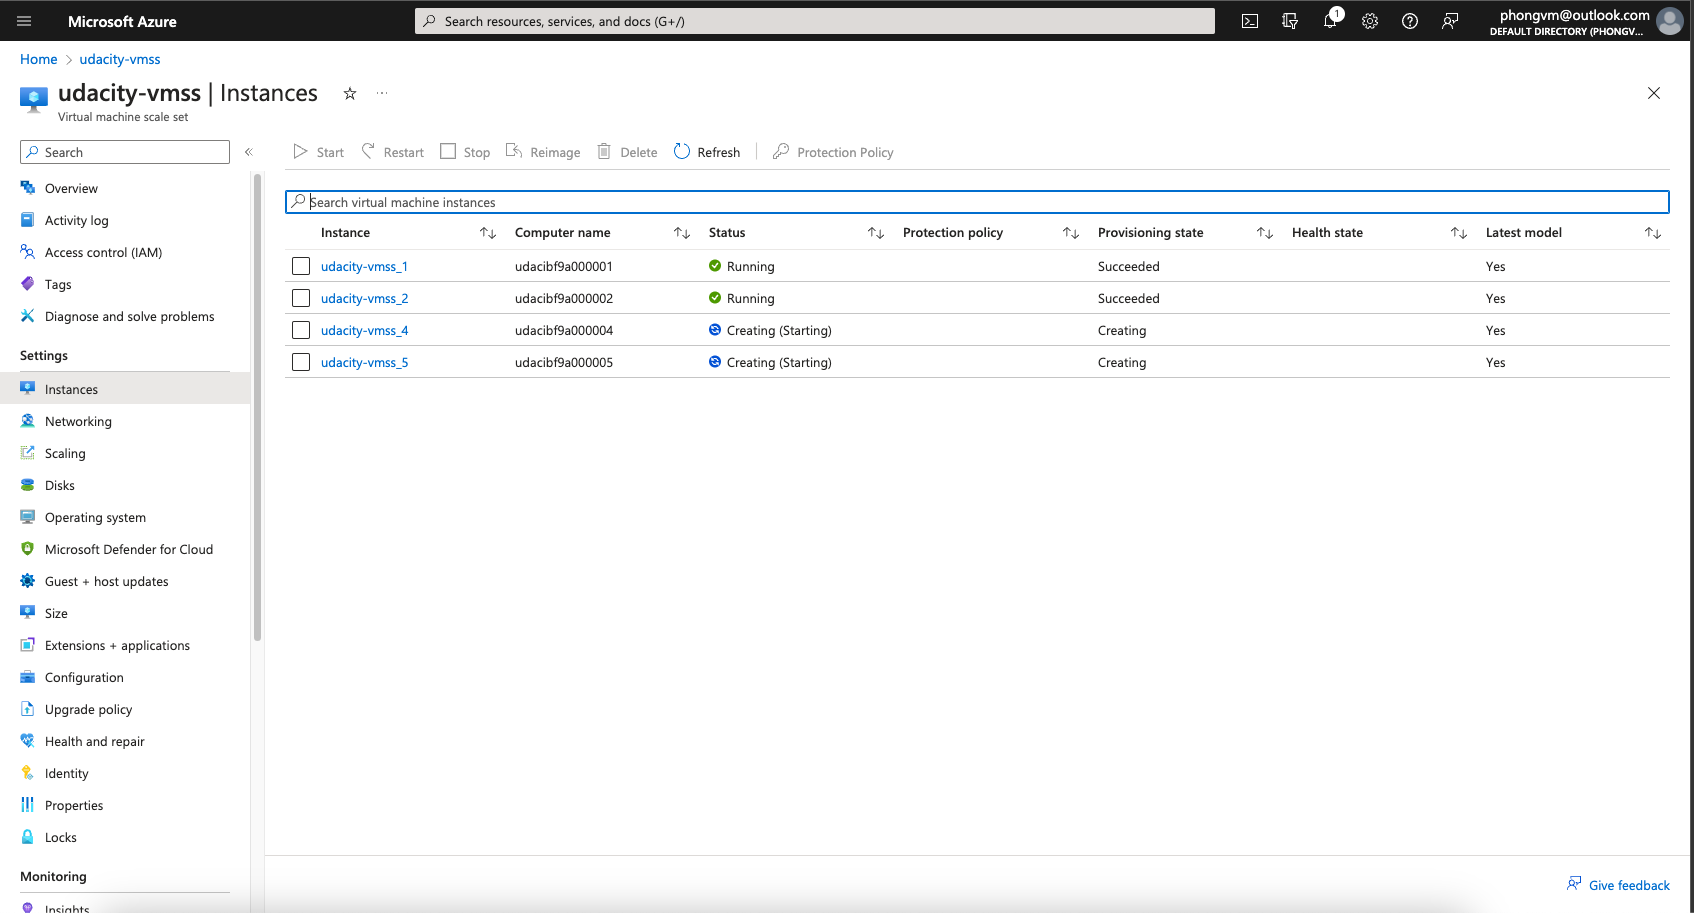 Microsoft Azure
Search resources, services, and docs (G+/)
1
phongvm@outlook.com
DEFAULT DIRECTORY (PHONGV...
Home > udacity-vmss
udacity-vmss | Instances
Virtual machine scale set
Search
Start
Restart
Stop
Reimage
Delete
Refresh
Protection Policy
Overview
Activity log
Access control (IAM)
Tags
Diagnose and solve problems
Settings
Instances
Networking
Scaling
Disks
Operating system
Microsoft Defender for Cloud
Guest + host updates
Size
Extensions + applications
Configuration
Upgrade policy
Health and repair
Identity
Properties
Locks
Monitoring
Insights
Search virtual machine instances
Instance Computer name Status Protection policy Provisioning state Health state Latest model
udacity-vmss_1 udacibf9a000001 Running Succeeded Yes
udacity-vmss_2 udacibf9a000002 Running Succeeded Yes
udacity-vmss_4 udacibf9a000004 Creating (Starting) Creating Yes
udacity-vmss_5 udacibf9a000005 Creating (Starting) Creating Yes
Give feedback